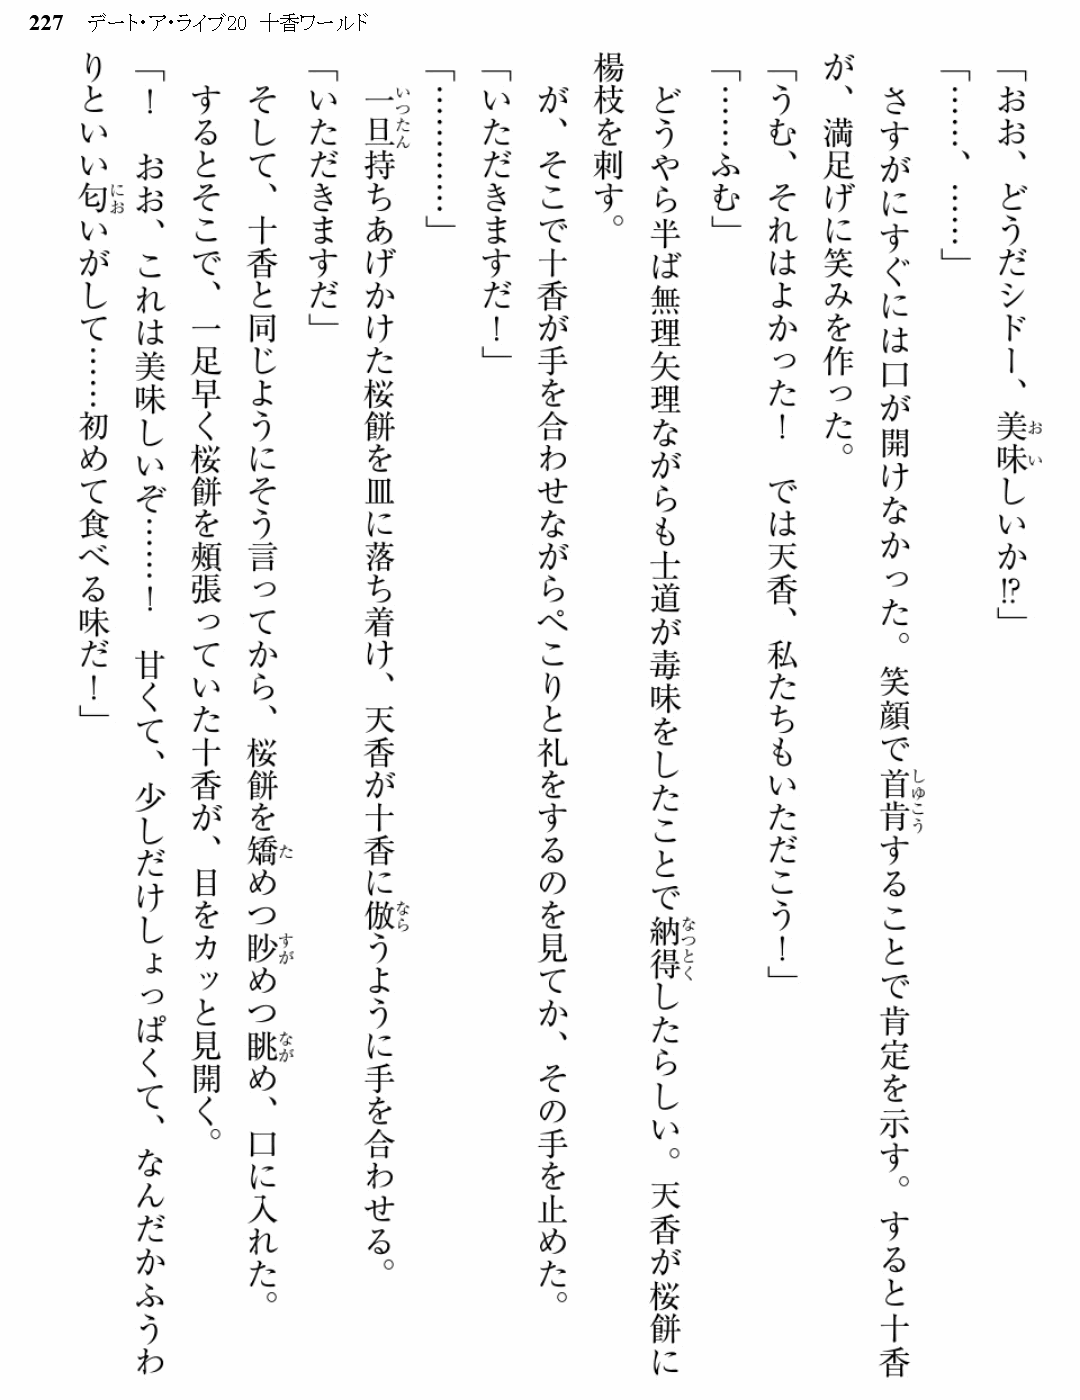 227 デート・ア・ライブ20 十香ワールド
「おお、どうだシドー、美味しいか⁉」
「……、……」
　さすがにすぐには口が開けなかった。笑顔で首肯することで肯定を示す。すると十香
が、満足げに笑みを作った。
「うむ、それはよかった！　では天香、私たちもいただこう！」
「……ふむ」
　どうやら半ば無理矢理ながらも士道が毒味をしたことで納得したらしい。天香が桜餅に
楊枝を刺す。
　が、そこで十香が手を合わせながらぺこりと礼をするのを見てか、その手を止めた。
「いただきますだ！」
「…………」
　一旦持ちあげかけた桜餅を皿に落ち着け、天香が十香に倣うように手を合わせる。
「いただきますだ」
　そして、十香と同じようにそう言ってから、桜餅を矯めつ眇めつ眺め、口に入れた。
　するとそこで、一足早く桜餅を頬張っていた十香が、目をカッと見開く。
「！　おお、これは美味しいぞ……！　甘くて、少しだけしょっぱくて、なんだかふうわ
りといい匂いがして……初めて食べる味だ！」